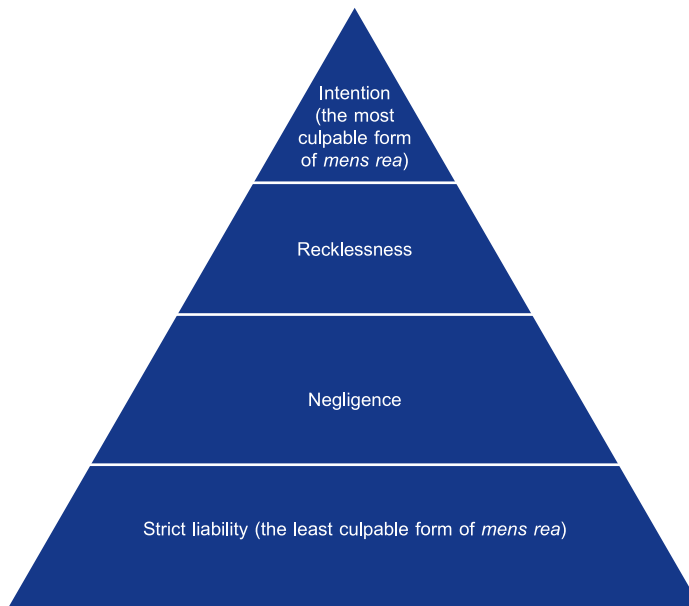 Intention
(the most
culpable form
of mens rea)
Recklessness
Negligence
Strict liability (the least culpable form of mens rea)